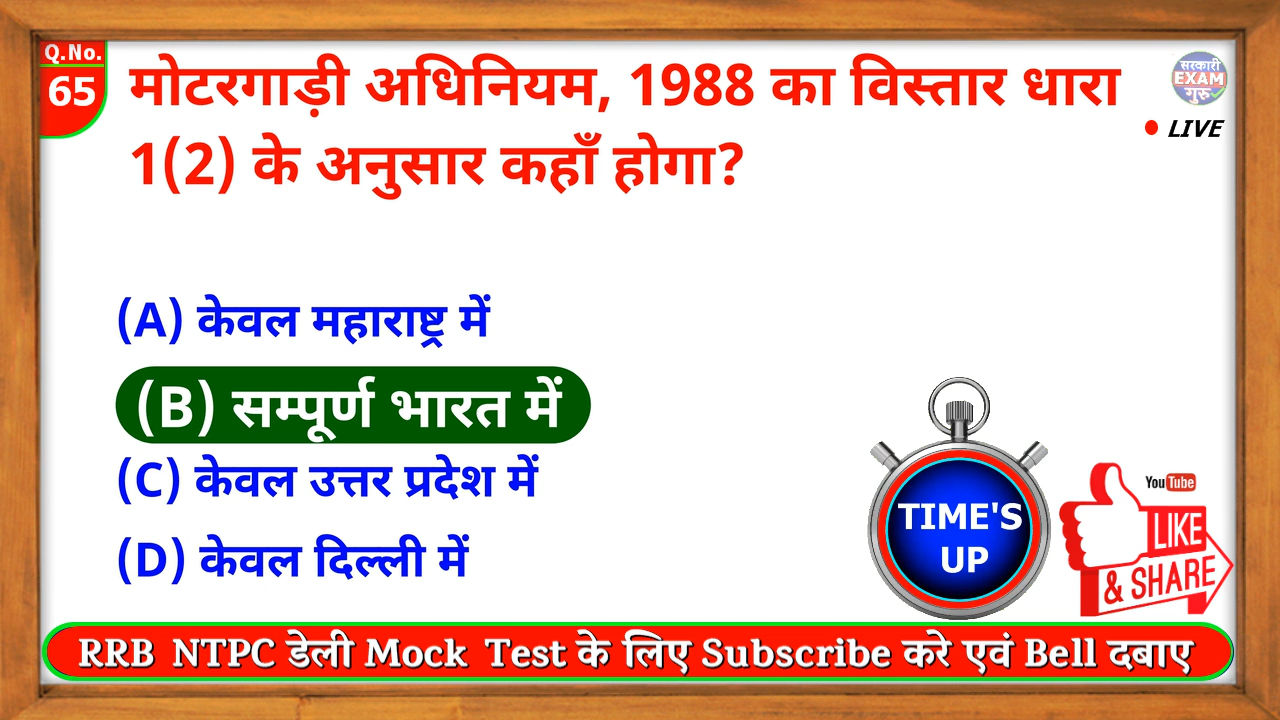 Q.No.
65
मोटरगाड़ी अधिनियम, 1988 का विस्तार धारा
1(2) के अनुसार कहाँ होगा?
सरकारी
EXAM
गुरु
LIVE
(A) केवल महाराष्ट्र में
(B) सम्पूर्ण भारत में
(C) केवल उत्तर प्रदेश में
(D) केवल दिल्ली में
TIME'S
UP
YouTube
LIKE
& SHARE
RRB NTPC डेली Mock Test के लिए Subscribe करे एवं Bell दबाए